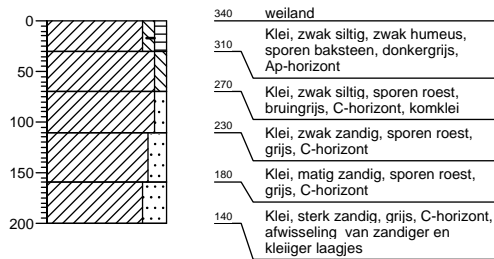 0
50
100
150
200
340 weiland
310 Klei, zwak siltig, zwak humeus,
sporen baksteen, donkergrijs,
Ap-horizont
270 Klei, zwak siltig, sporen roest,
bruingrijs, C-horizont, komklei
230 Klei, zwak zandig, sporen roest,
grijs, C-horizont
180 Klei, matig zandig, sporen roest,
grijs, C-horizont
140 Klei, sterk zandig, grijs, C-horizont,
afwisseling van zandiger en
kleiiger laagjes